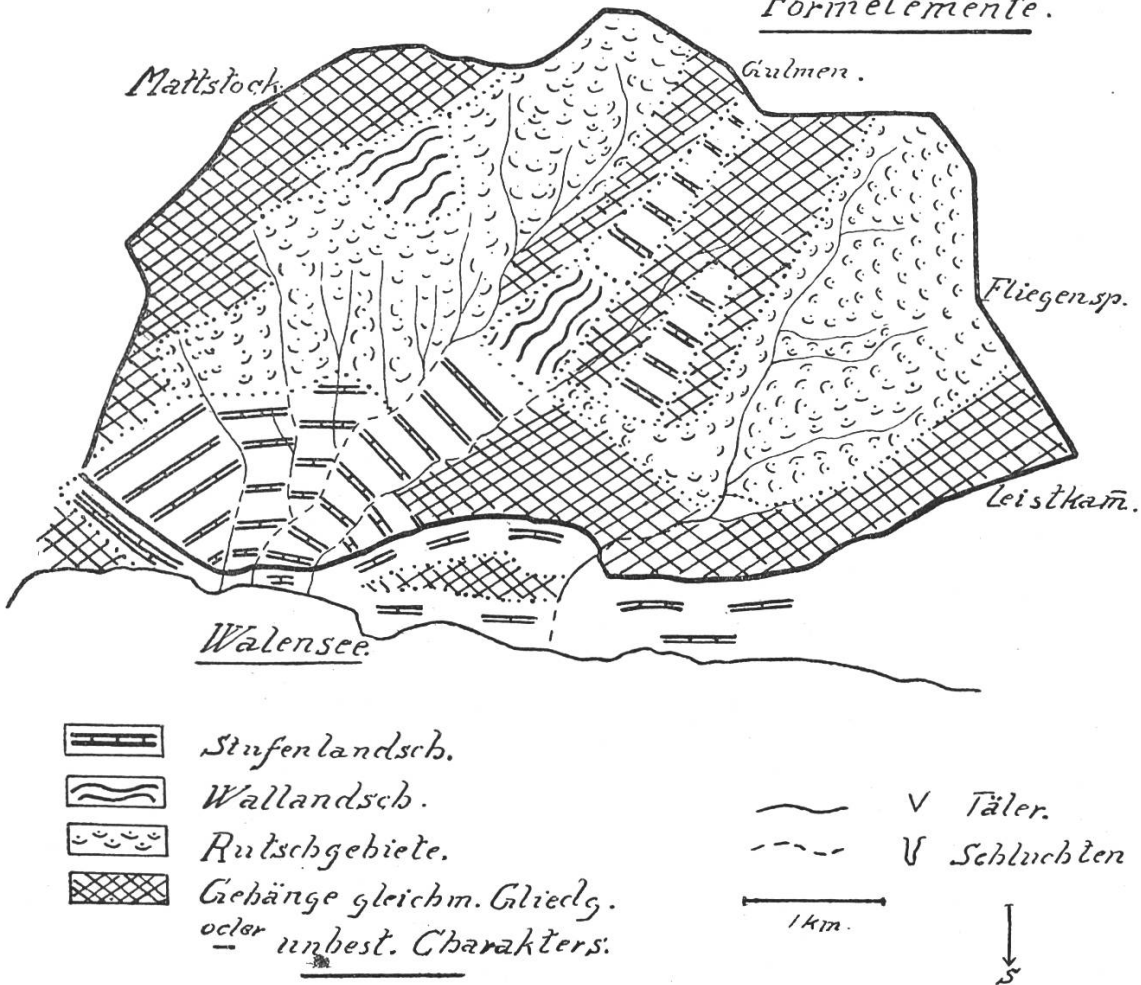 Formelemente.
Gulmen.
Mattstock.
Fliegensp.
Leistkam̄.
Walensee.
Stufenlandsch.
Wallandsch.
Rutschgebiete.
Gehänge gleichm. Gliedg.
oder unbest. Charakters.
V Täler.
Schluchten
1 km.
S